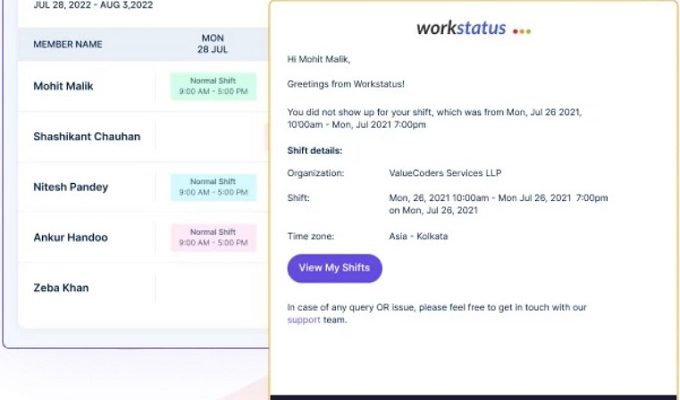 JUL 28, 2022 - AUG 3,2022
MEMBER NAME
MON
28 JUL
Mohit Malik
Normal Shift
9:00 AM - 5:00 PM
Shashikant Chauhan
Nitesh Pandey
Normal Shift
9:00 AM - 5:00 PM
Ankur Handoo
Normal Shift
9:00 AM - 5:00 PM
Zeba Khan
workstatus
Hi Mohit Malik,
Greetings from Workstatus!
You did not show up for your shift, which was from Mon, Jul 26 2021,
10'00am - Mon, Jul 2021 7:00pm
Shift details:
Organization: ValueCoders Services LLP
Shift: Mon, 26, 2021 10:00am - Mon Jul 26, 2021 7:00pm
on Mon, Jul 26, 2021
Time zone: Asia - Kolkata
View My Shifts
In case of any query OR issue, please feel free to get in touch with our
support team.